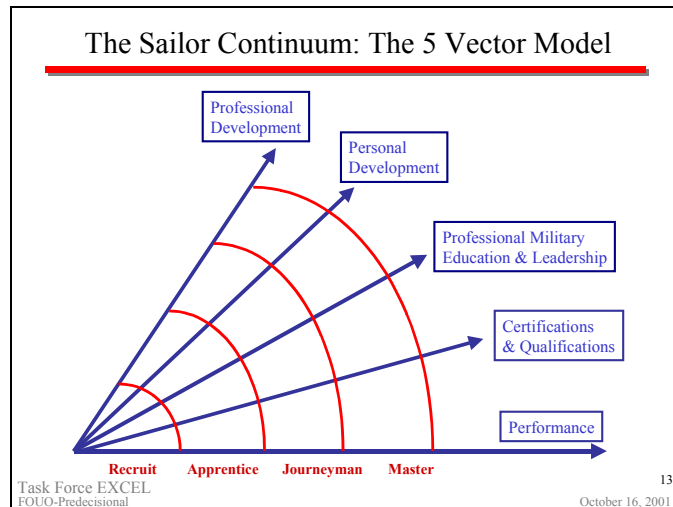 The Sailor Continuum: The 5 Vector Model
Professional
Development
Personal
Development
Professional Military
Education & Leadership
Certifications
& Qualifications
Performance
Recruit Apprentice Journeyman Master
13
Task Force EXCEL
FOUO-Predecisional
October 16, 2001